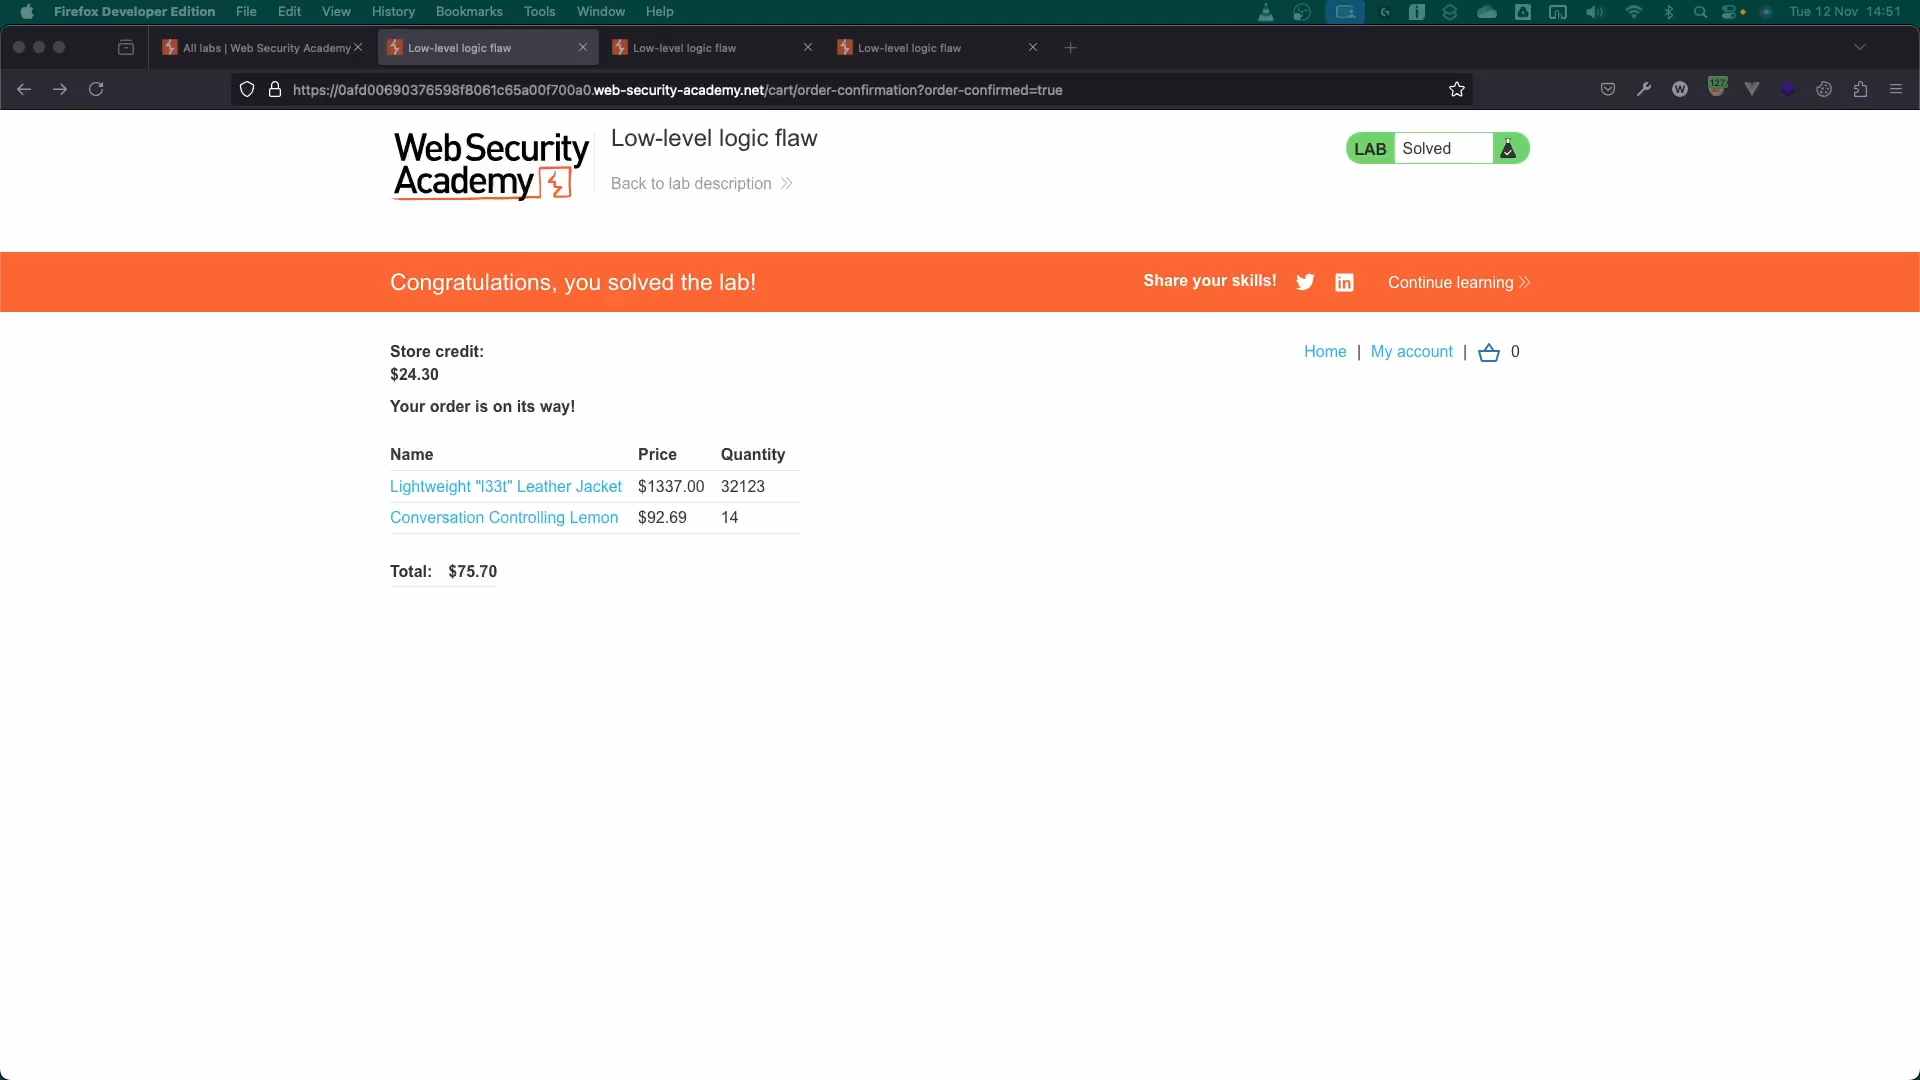 Firefox Developer Edition File Edit View History Bookmarks Tools Window Help Tue 12 Nov 14:51
All labs | Web Security Academy Low-level logic flaw Low-level logic flaw Low-level logic flaw
https://0afd00690376598f8061c65a00f700a0.web-security-academy.net/cart/order-confirmation?order-confirmed=true 127
Web Security
Academy
Low-level logic flaw
Back to lab description
LAB Solved
Congratulations, you solved the lab! Share your skills! Continue learning
Store credit:
$24.30
Home | My account | 0
Your order is on its way!
Name Price Quantity
Lightweight "l33t" Leather Jacket $1337.00 32123
Conversation Controlling Lemon $92.69 14
Total: $75.70